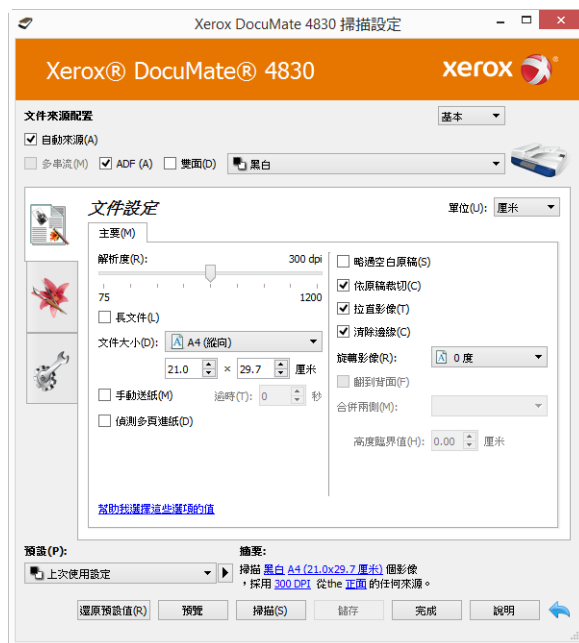 Xerox DocuMate 4830 掃描設定
Xerox® DocuMate® 4830
xerox
文件來源配置
基本
自動來源(A)
多串流(M) ADF (A) 雙面(D) 黑白
文件設定
單位(U): 厘米
主要(M)
解析度(R): 300 dpi
75 1200
長文件(L)
文件大小(D): A4 (縱向)
21.0 × 29.7 厘米
手動送紙(M) 逾時(T): 0 秒
偵測多頁進紙(D)
幫助我選擇這些選項的值
略過空白原稿(S)
依原稿裁切(C)
拉直影像(T)
清除邊緣(C)
旋轉影像(R): 0 度
翻到背面(F)
合併兩側(M):
高度臨界值(H): 0.00 厘米
預設(P):
上次使用設定
摘要:
掃描 黑白 A4 (21.0x29.7 厘米) 個影像
，採用 300 DPI 從the 正面 的任何來源。
還原預設值(R) 預覽 掃描(S) 儲存 完成 說明